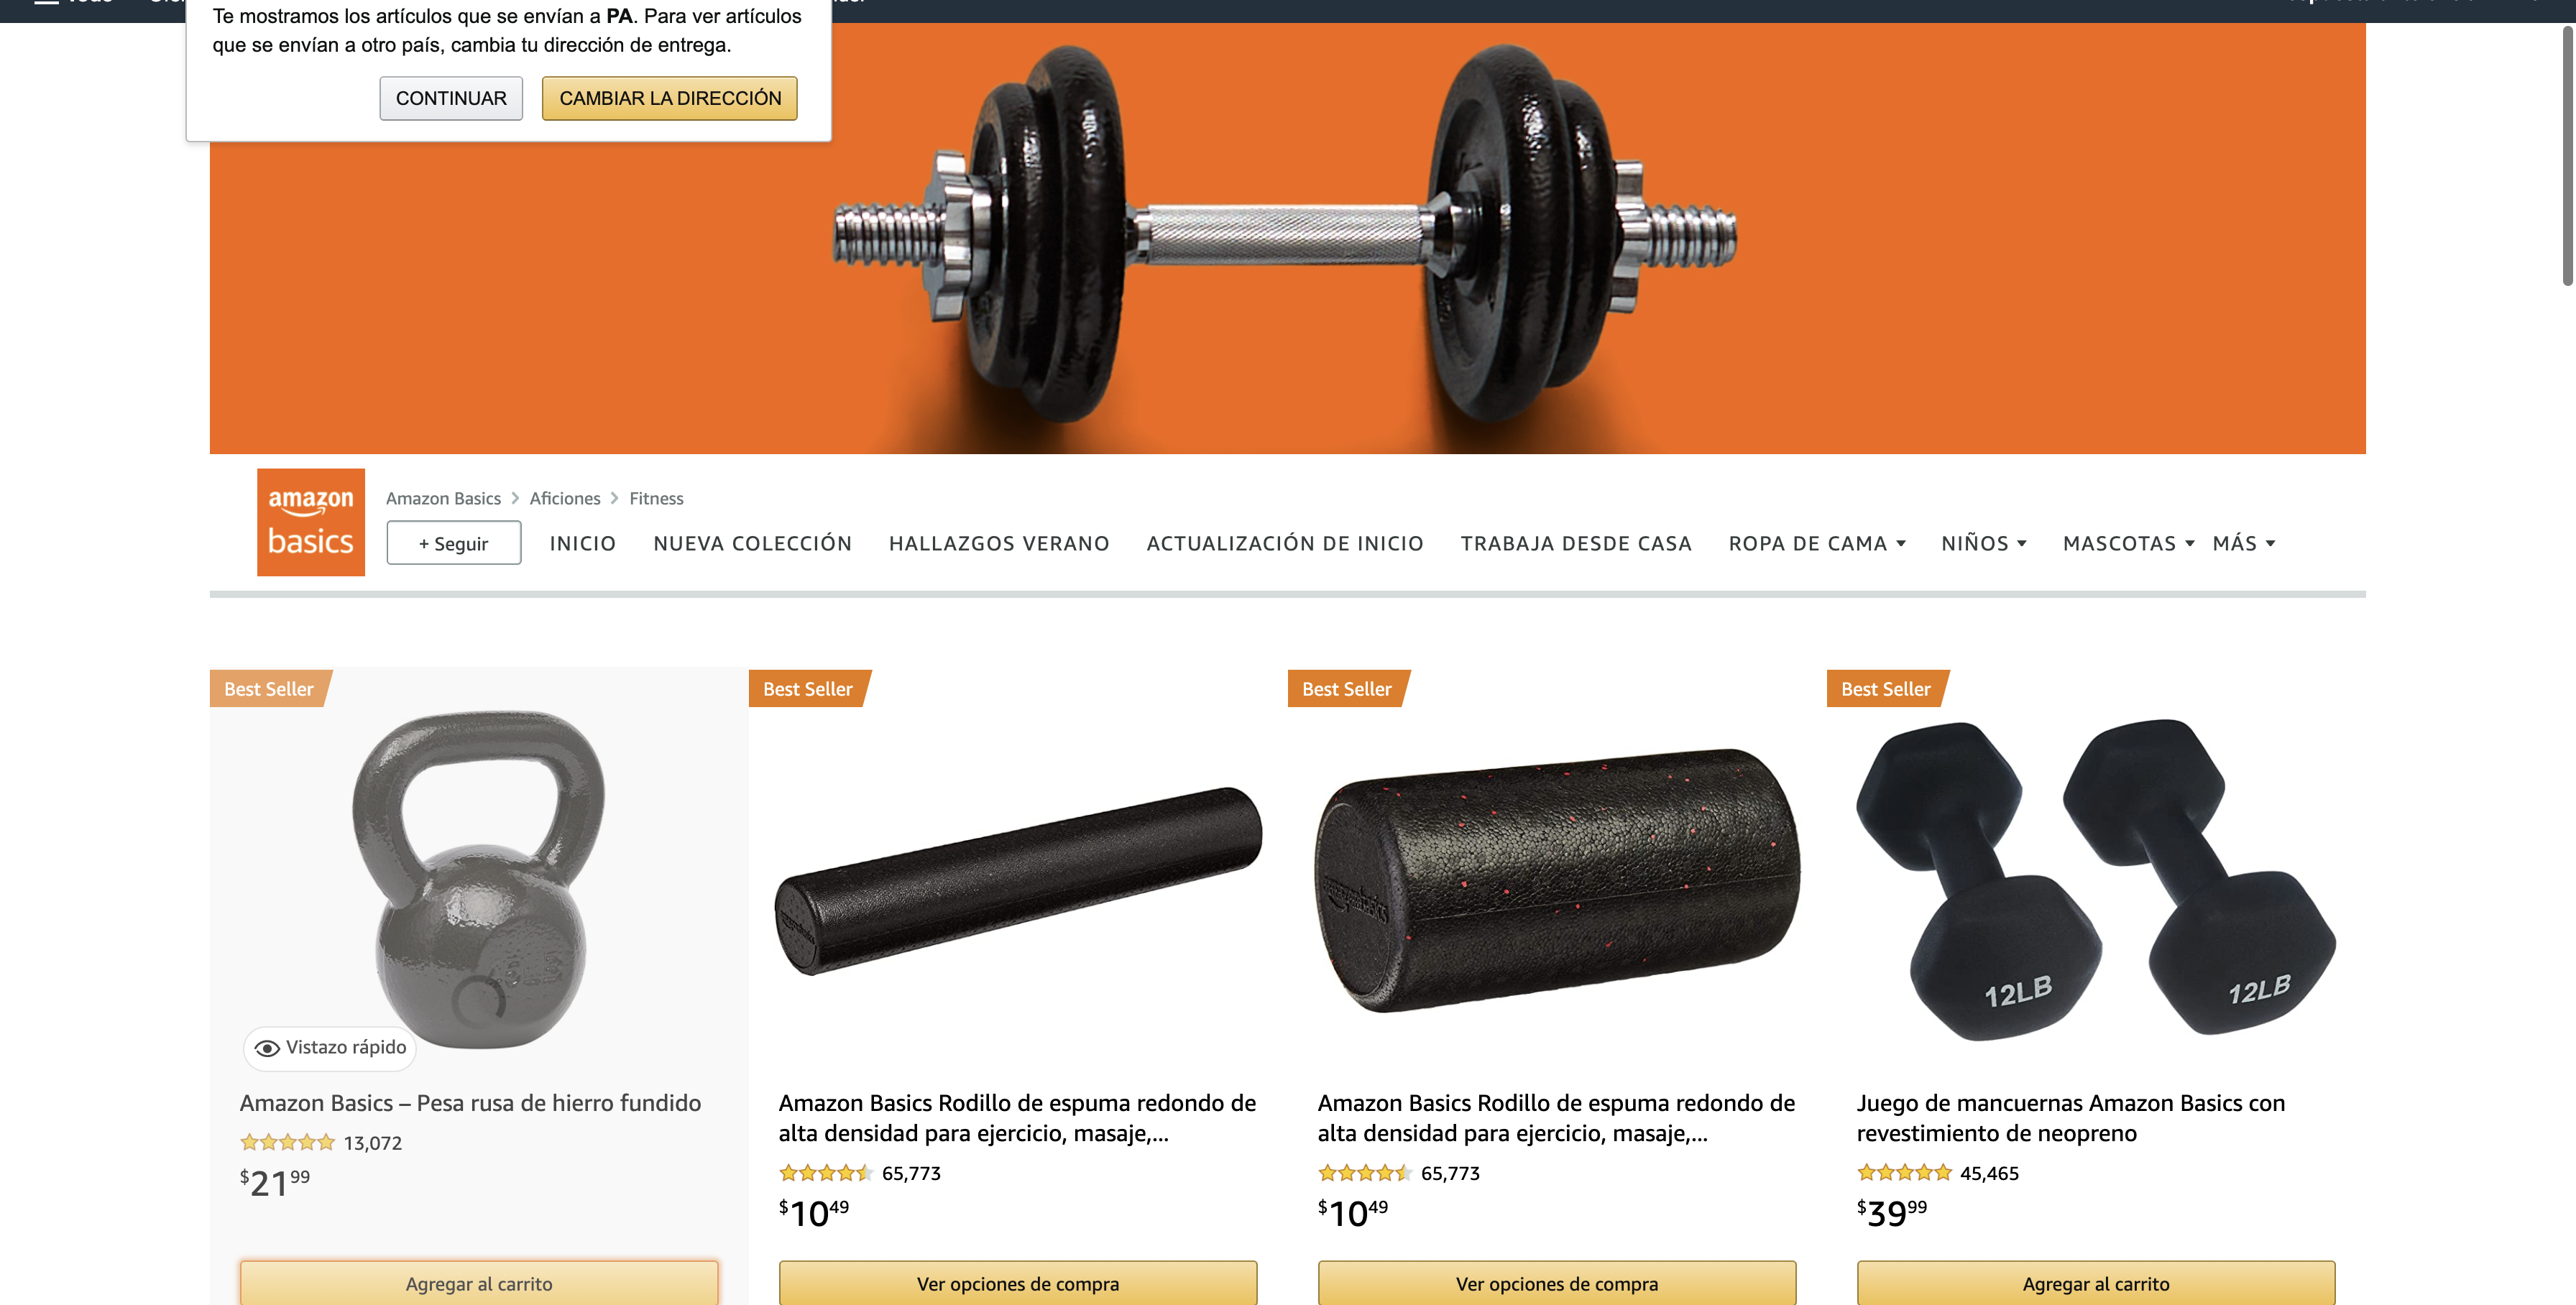 Te mostramos los artículos que se envían a PA. Para ver artículos
que se envían a otro país, cambia tu dirección de entrega.
CONTINUAR
CAMBIAR LA DIRECCIÓN
amazon
basics
Amazon Basics > Aficiones > Fitness
+ Seguir
INICIO
NUEVA COLECCIÓN
HALLAZGOS VERANO
ACTUALIZACIÓN DE INICIO
TRABAJA DESDE CASA
ROPA DE CAMA
NIÑOS
MASCOTAS
MÁS
Best Seller
Vistazo rápido
Amazon Basics – Pesa rusa de hierro fundido
13,072
$21.99
Agregar al carrito
Best Seller
Amazon Basics Rodillo de espuma redondo de
alta densidad para ejercicio, masaje,...
65,773
$10.49
Ver opciones de compra
Best Seller
Amazon Basics Rodillo de espuma redondo de
alta densidad para ejercicio, masaje,...
65,773
$10.49
Ver opciones de compra
Best Seller
12LB
12LB
Juego de mancuernas Amazon Basics con
revestimiento de neopreno
45,465
$39.99
Agregar al carrito